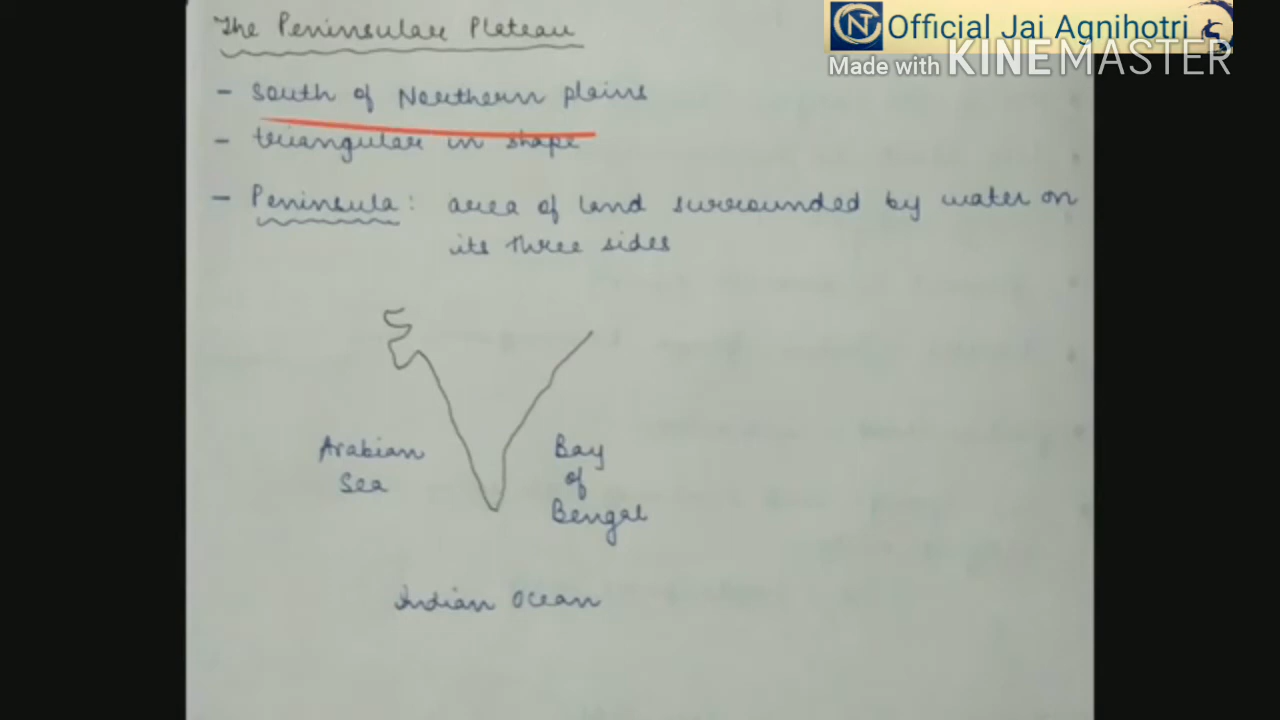 The Peninsular Plateau
- South of Northern plains
- triangular in shape
- Peninsula: area of land surrounded by water on
its three sides
Arabian
Sea
Bay
of
Bengal
Indian Ocean
Official Jai Agnihotri
Made with KINEMASTER